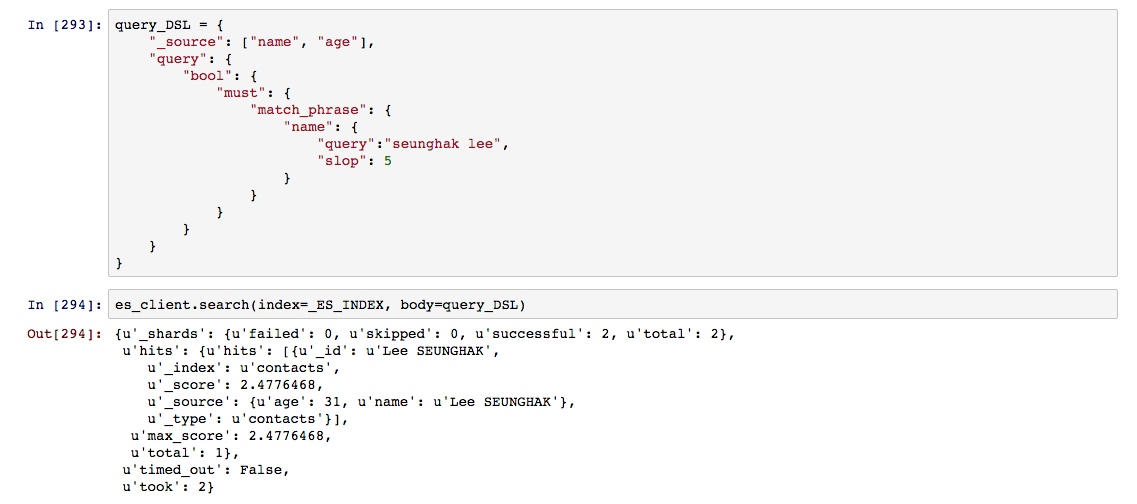 In [293]: query_DSL = {
    "_source": ["name", "age"],
    "query": {
        "bool": {
            "must": {
                "match_phrase": {
                    "name": {
                        "query":"seunghak lee",
                        "slop": 5
                    }
                }
            }
        }
    }
}
In [294]: es_client.search(index=_ES_INDEX, body=query_DSL)
Out[294]: {u'_shards': {u'failed': 0, u'skipped': 0, u'successful': 2, u'total': 2},
 u'hits': {u'hits': [{u'_id': u'Lee SEUNGHAK',
    u'_index': u'contacts',
    u'_score': 2.4776468,
    u'_source': {u'age': 31, u'name': u'Lee SEUNGHAK'},
    u'_type': u'contacts'}],
  u'max_score': 2.4776468,
  u'total': 1},
 u'timed_out': False,
 u'took': 2}